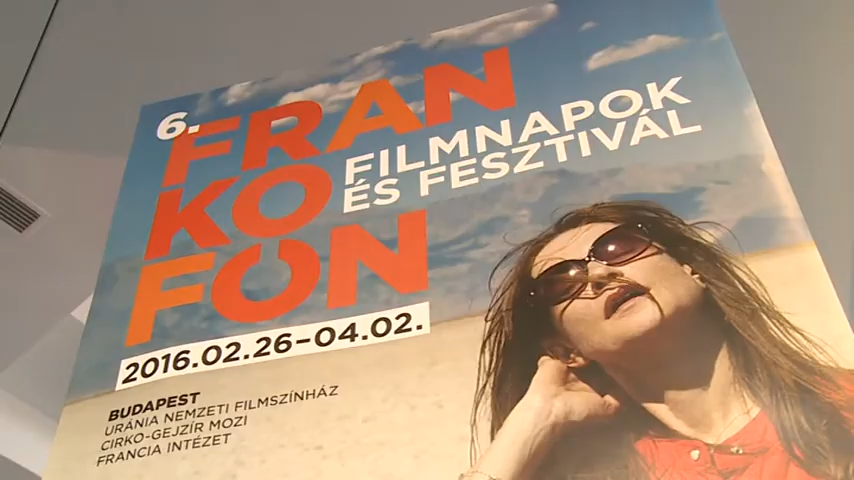 6.
FRAN
KO
FON
FILMNAPOK
ÉS FESZTIVÁL
2016.02.26–04.02.
BUDAPEST
URÁNIA NEMZETI FILMSZÍNHÁZ
CIRKO-GEJZÍR MOZI
FRANCIA INTÉZET